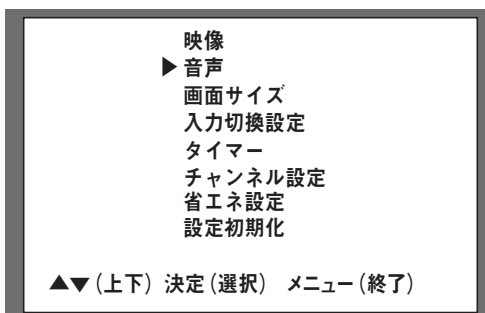 映像
▶音声
画面サイズ
入力切換設定
タイマー
チャンネル設定
省エネ設定
設定初期化
▲▼(上下) 決定(選択) メニュー(終了)